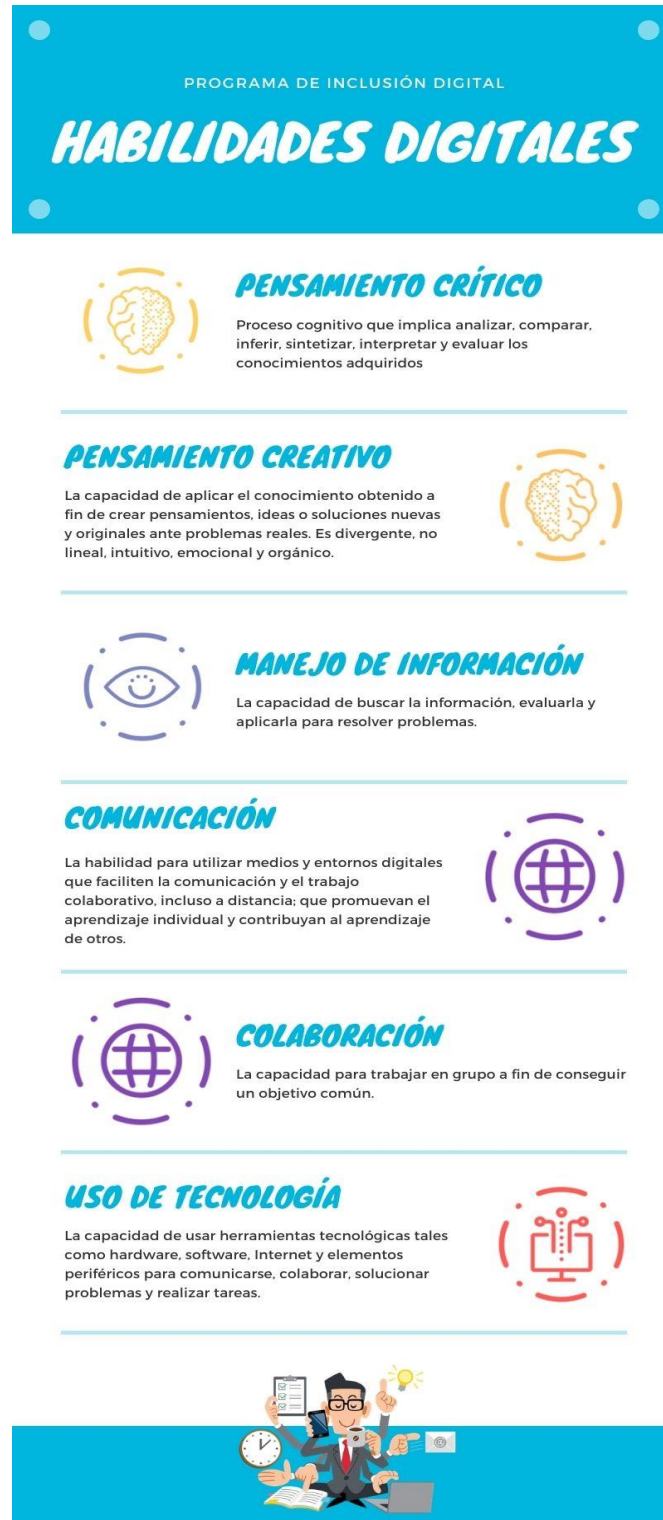 PROGRAMA DE INCLUSIÓN DIGITAL
HABILIDADES DIGITALES
PENSAMIENTO CRÍTICO
Proceso cognitivo que implica analizar, comparar,
inferir, sintetizar, interpretar y evaluar los
conocimientos adquiridos
PENSAMIENTO CREATIVO
La capacidad de aplicar el conocimiento obtenido a
fin de crear pensamientos, ideas o soluciones nuevas
y originales ante problemas reales. Es divergente, no
lineal, intuitivo, emocional y orgánico.
MANEJO DE INFORMACIÓN
La capacidad de buscar la información, evaluarla y
aplicarla para resolver problemas.
COMUNICACIÓN
La habilidad para utilizar medios y entornos digitales
que faciliten la comunicación y el trabajo
colaborativo, incluso a distancia; que promuevan el
aprendizaje individual y contribuyan al aprendizaje
de otros.
COLABORACIÓN
La capacidad para trabajar en grupo a fin de conseguir
un objetivo común.
USO DE TECNOLOGÍA
La capacidad de usar herramientas tecnológicas tales
como hardware, software, Internet y elementos
periféricos para comunicarse, colaborar, solucionar
problemas y realizar tareas.
@